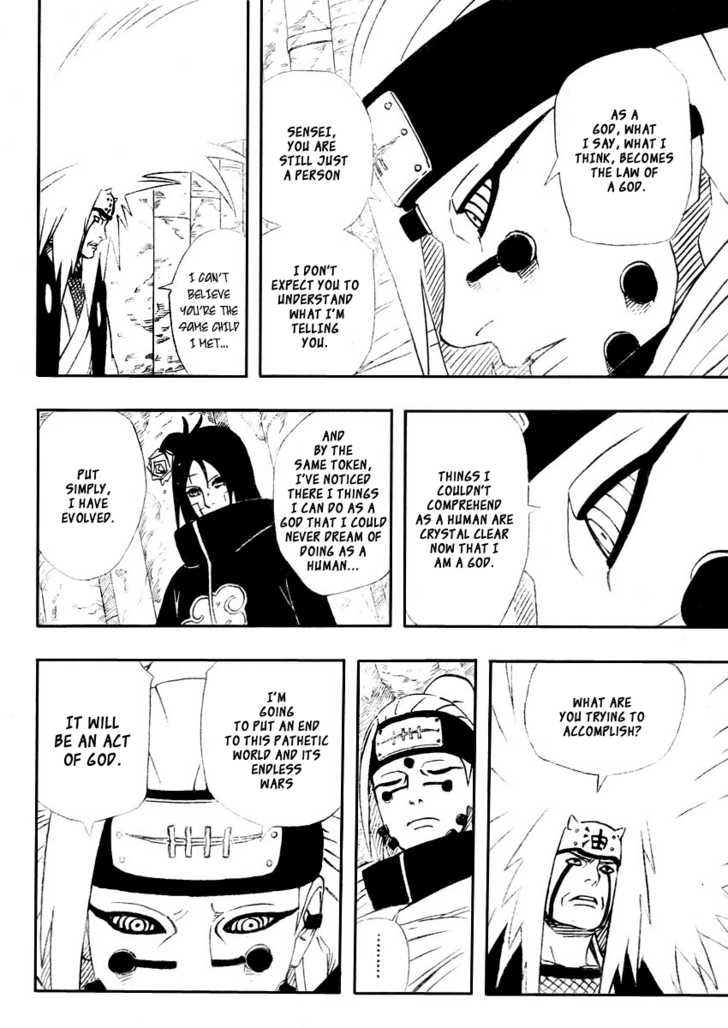 AS A
GOD, WHAT
I SAY, WHAT I
THINK, BECOMES
THE LAW OF
A GOD.
SENSEI,
YOU ARE
STILL JUST
A PERSON
I DON'T
EXPECT YOU TO
UNDERSTAND
WHAT I'M
TELLING
YOU.
I CAN'T
BELIEVE
YOU'RE THE
SAME CHILD
I MET...
THINGS I
COULDN'T
COMPREHEND
AS A HUMAN ARE
CRYSTAL CLEAR
NOW THAT I
AM A GOD.
AND
BY THE
SAME TOKEN,
I'VE NOTICED
THERE I THINGS
I CAN DO AS A
GOD THAT I COULD
NEVER DREAM OF
DOING AS A
HUMAN...
PUT
SIMPLY,
I HAVE
EVOLVED.
WHAT ARE
YOU TRYING TO
ACCOMPLISH?
油
.........
I'M
GOING
TO PUT AN END
TO THIS PATHETIC
WORLD AND ITS
ENDLESS
WARS
IT WILL
BE AN ACT
OF GOD.